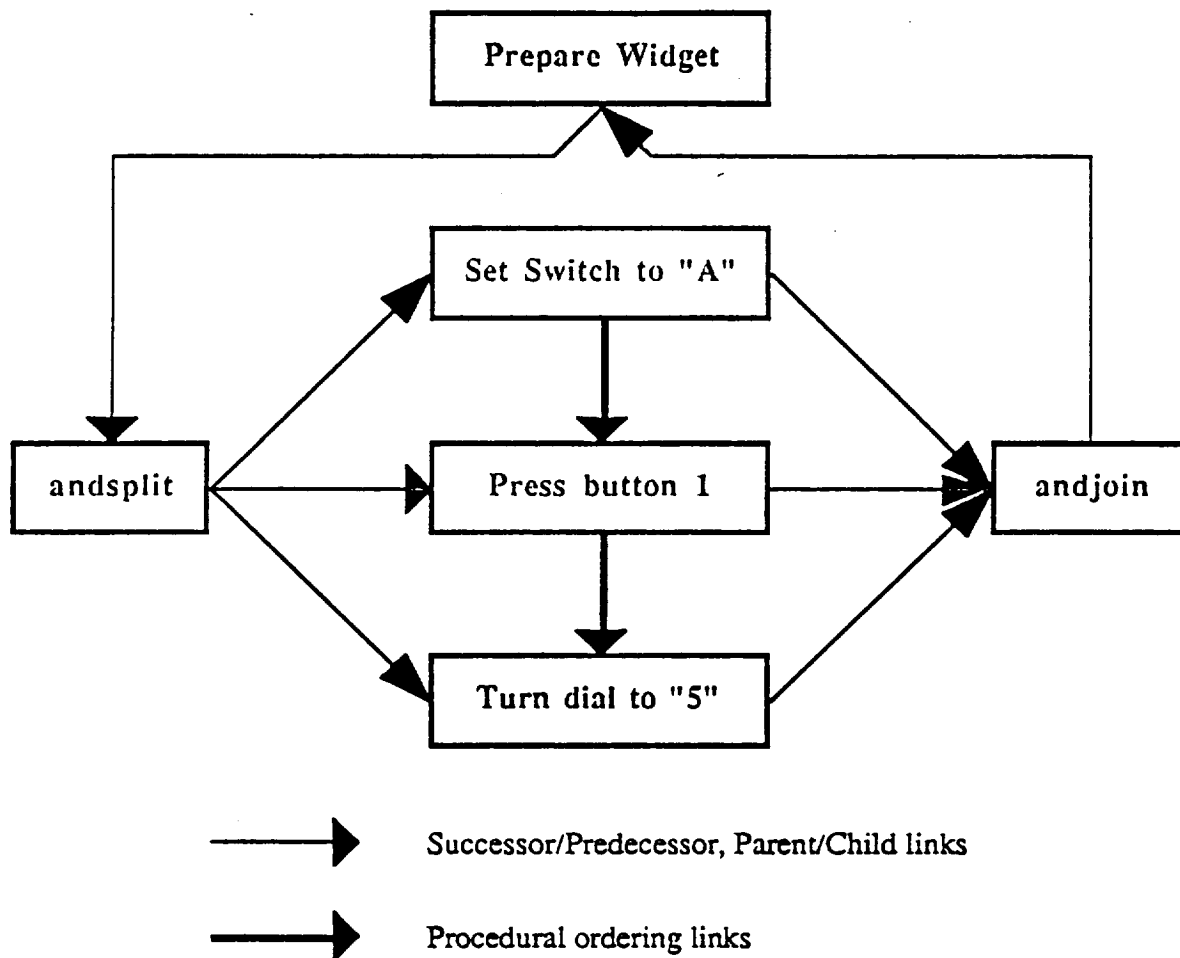 Prepare Widget
Set Switch to "A"
andsplit
Press button 1
andjoin
Turn dial to "5"
Successor/Predecessor, Parent/Child links
Procedural ordering links